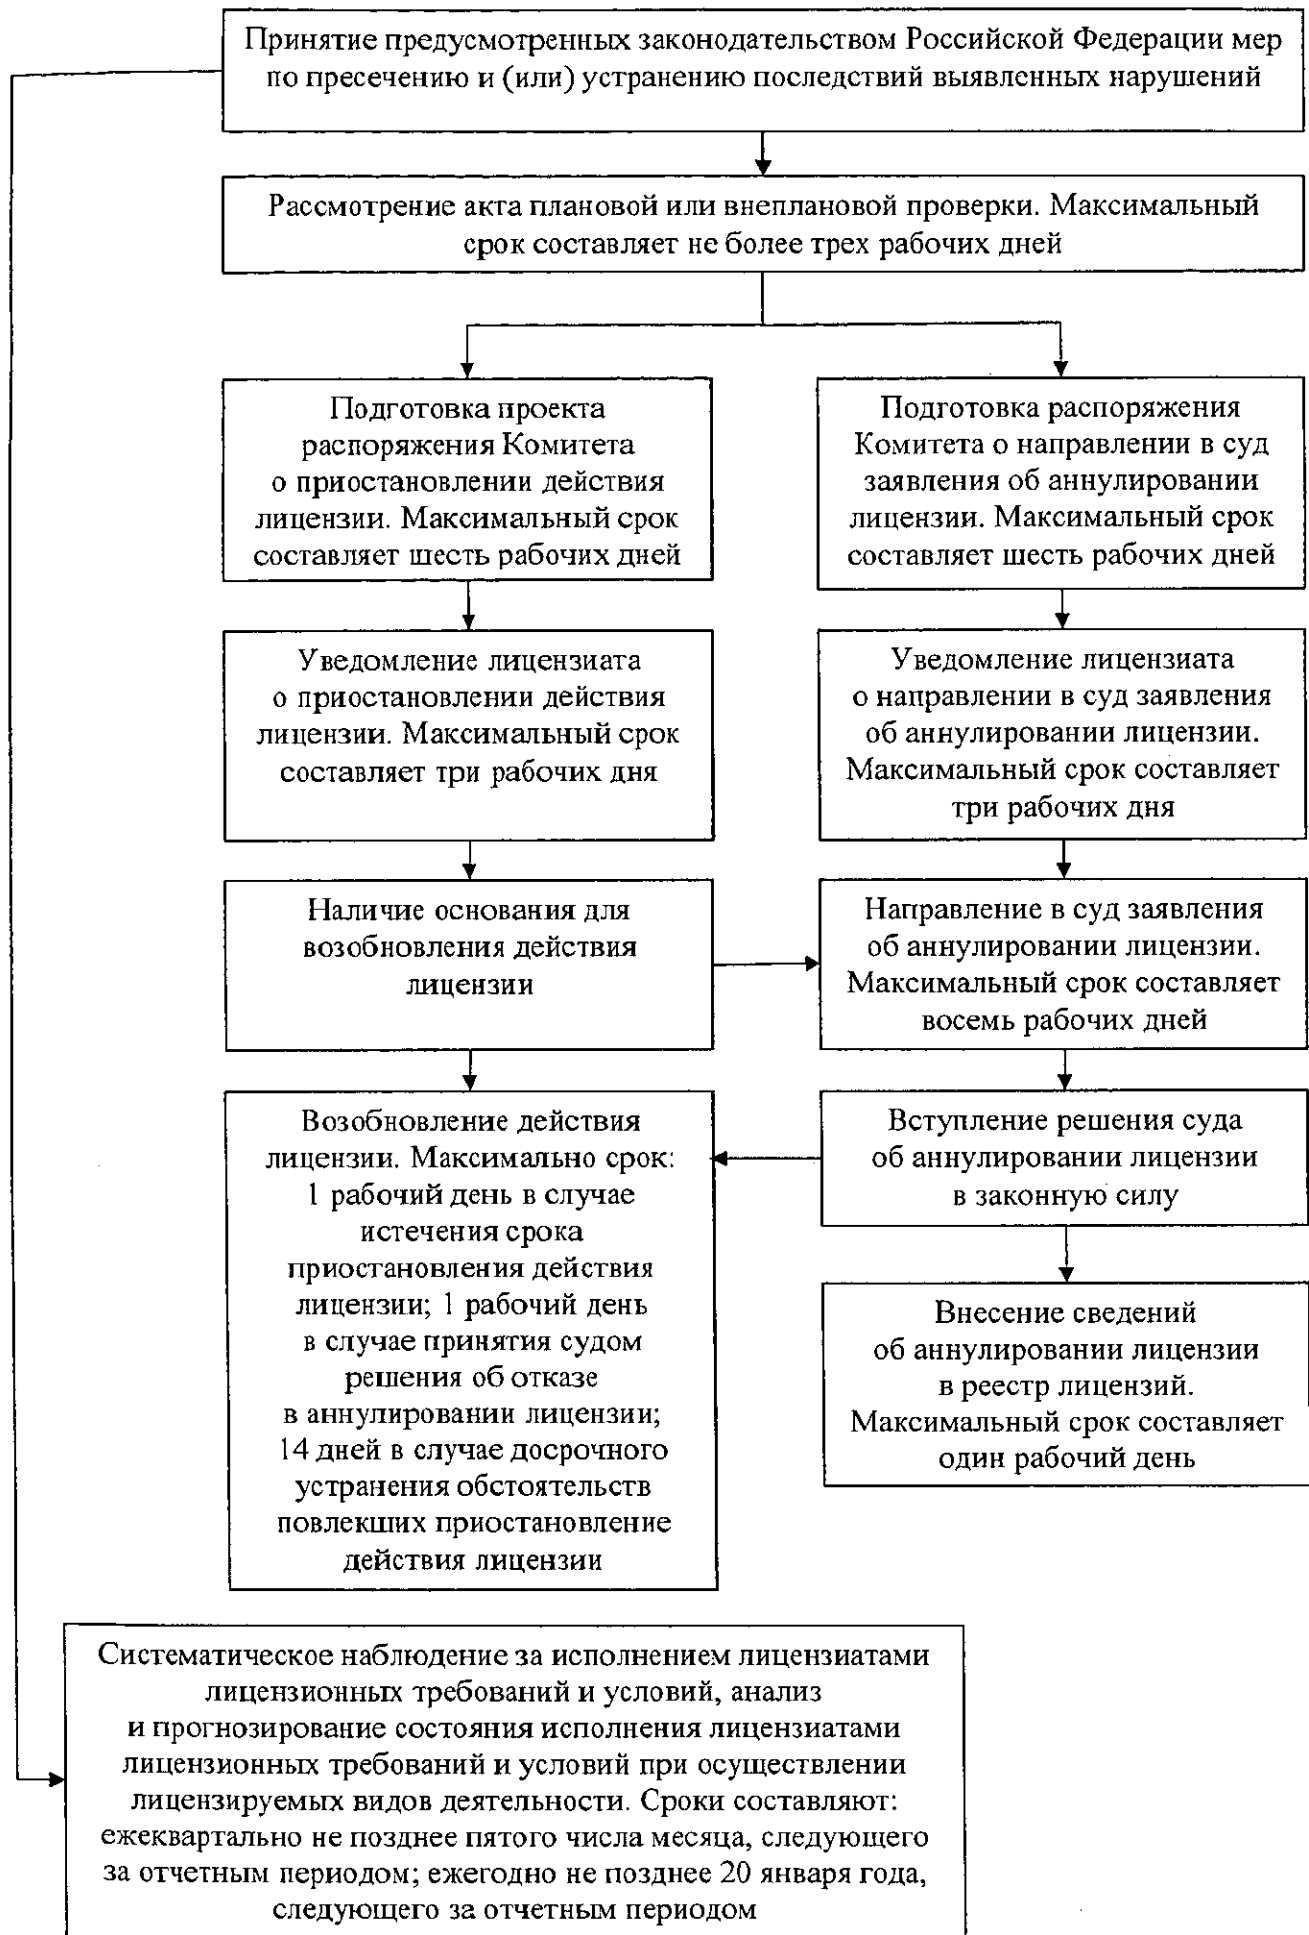 Принятие предусмотренных законодательством Российской Федерации мер
по пресечению и (или) устранению последствий выявленных нарушений
Рассмотрение акта плановой или внеплановой проверки. Максимальный
срок составляет не более трех рабочих дней
Подготовка проекта
распоряжения Комитета
о приостановлении действия
лицензии. Максимальный срок
составляет шесть рабочих дней
Подготовка распоряжения
Комитета о направлении в суд
заявления об аннулировании
лицензии. Максимальный срок
составляет шесть рабочих дней
Уведомление лицензиата
о приостановлении действия
лицензии. Максимальный срок
составляет три рабочих дня
Уведомление лицензиата
о направлении в суд заявления
об аннулировании лицензии.
Максимальный срок составляет
три рабочих дня
Наличие основания для
возобновления действия
лицензии
Направление в суд заявления
об аннулировании лицензии.
Максимальный срок составляет
восемь рабочих дней
Возобновление действия
лицензии. Максимально срок:
1 рабочий день в случае
истечения срока
приостановления действия
лицензии; 1 рабочий день
в случае принятия судом
решения об отказе
в аннулировании лицензии;
14 дней в случае досрочного
устранения обстоятельств
повлекших приостановление
действия лицензии
Вступление решения суда
об аннулировании лицензии
в законную силу
Внесение сведений
об аннулировании лицензии
в реестр лицензий.
Максимальный срок составляет
один рабочий день
Систематическое наблюдение за исполнением лицензиатами
лицензионных требований и условий, анализ
и прогнозирование состояния исполнения лицензиатами
лицензионных требований и условий при осуществлении
лицензируемых видов деятельности. Сроки составляют:
ежеквартально не позднее пятого числа месяца, следующего
за отчетным периодом; ежегодно не позднее 20 января года,
следующего за отчетным периодом